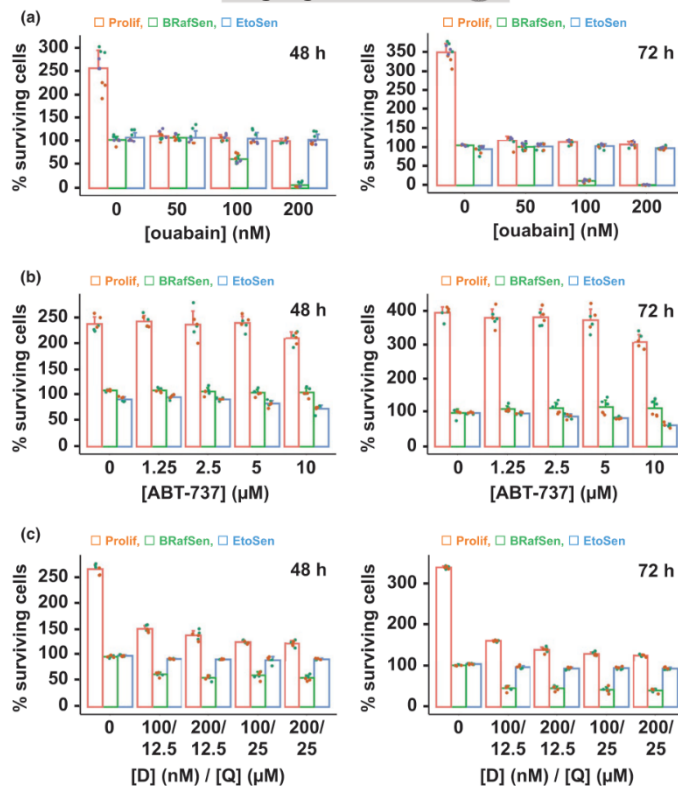 (a)
Prolif, BRafSen, EtoSen
48 h
% surviving cells
300
250
200
150
100
50
0
0 50 100 200
[ouabain] (nM)
Prolif, BRafSen, EtoSen
72 h
% surviving cells
350
300
250
200
150
100
50
0
0 50 100 200
[ouabain] (nM)
(b)
Prolif, BRafSen, EtoSen
48 h
% surviving cells
250
200
150
100
50
0
0 1.25 2.5 5 10
[ABT-737] (μM)
Prolif, BRafSen, EtoSen
72 h
% surviving cells
400
300
200
100
0
0 1.25 2.5 5 10
[ABT-737] (μM)
(c)
Prolif, BRafSen, EtoSen
48 h
% surviving cells
250
200
150
100
50
0
0 100/ 200/ 100/ 200/
12.5 12.5 25 25
[D] (nM) / [Q] (μM)
Prolif, BRafSen, EtoSen
72 h
% surviving cells
300
200
100
0
0 100/ 200/ 100/ 200/
12.5 12.5 25 25
[D] (nM) / [Q] (μM)